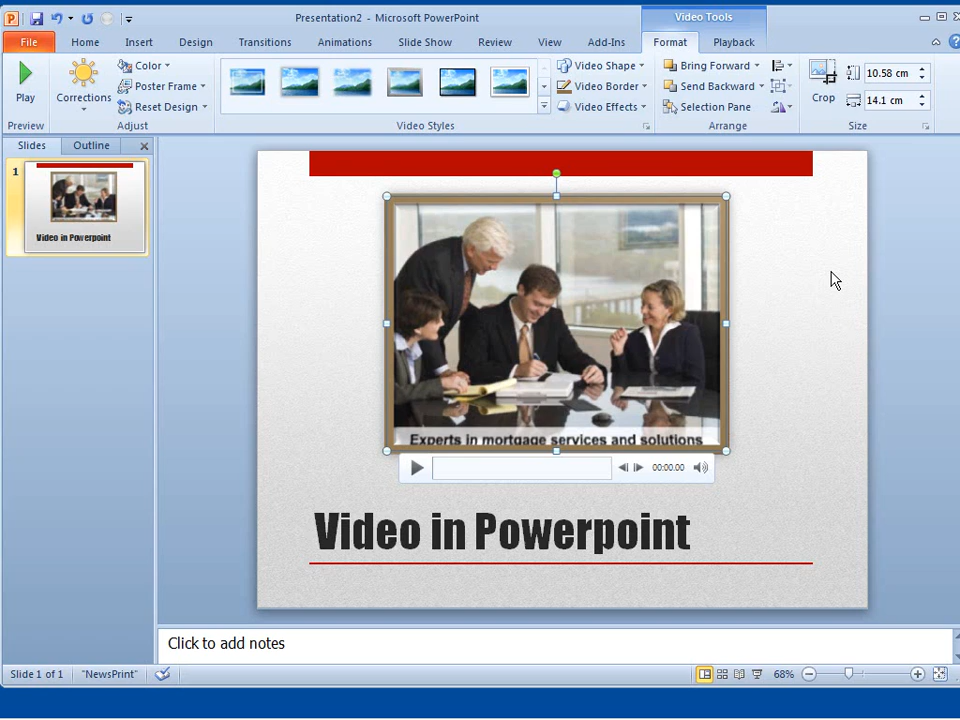 Presentation2 - Microsoft PowerPoint
Video Tools
File Home Insert Design Transitions Animations Slide Show Review View Add-Ins Format Playback
Play
Corrections
Color
Poster Frame
Reset Design
Video Shape
Video Border
Video Effects
Bring Forward
Send Backward
Selection Pane
Crop
10.58 cm
14.1 cm
Preview Adjust Video Styles Arrange Size
Slides Outline
1
Video in Powerpoint
Experts in mortgage services and solutions
00:00.00
Video in Powerpoint
Click to add notes
Slide 1 of 1 "NewsPrint" 68%